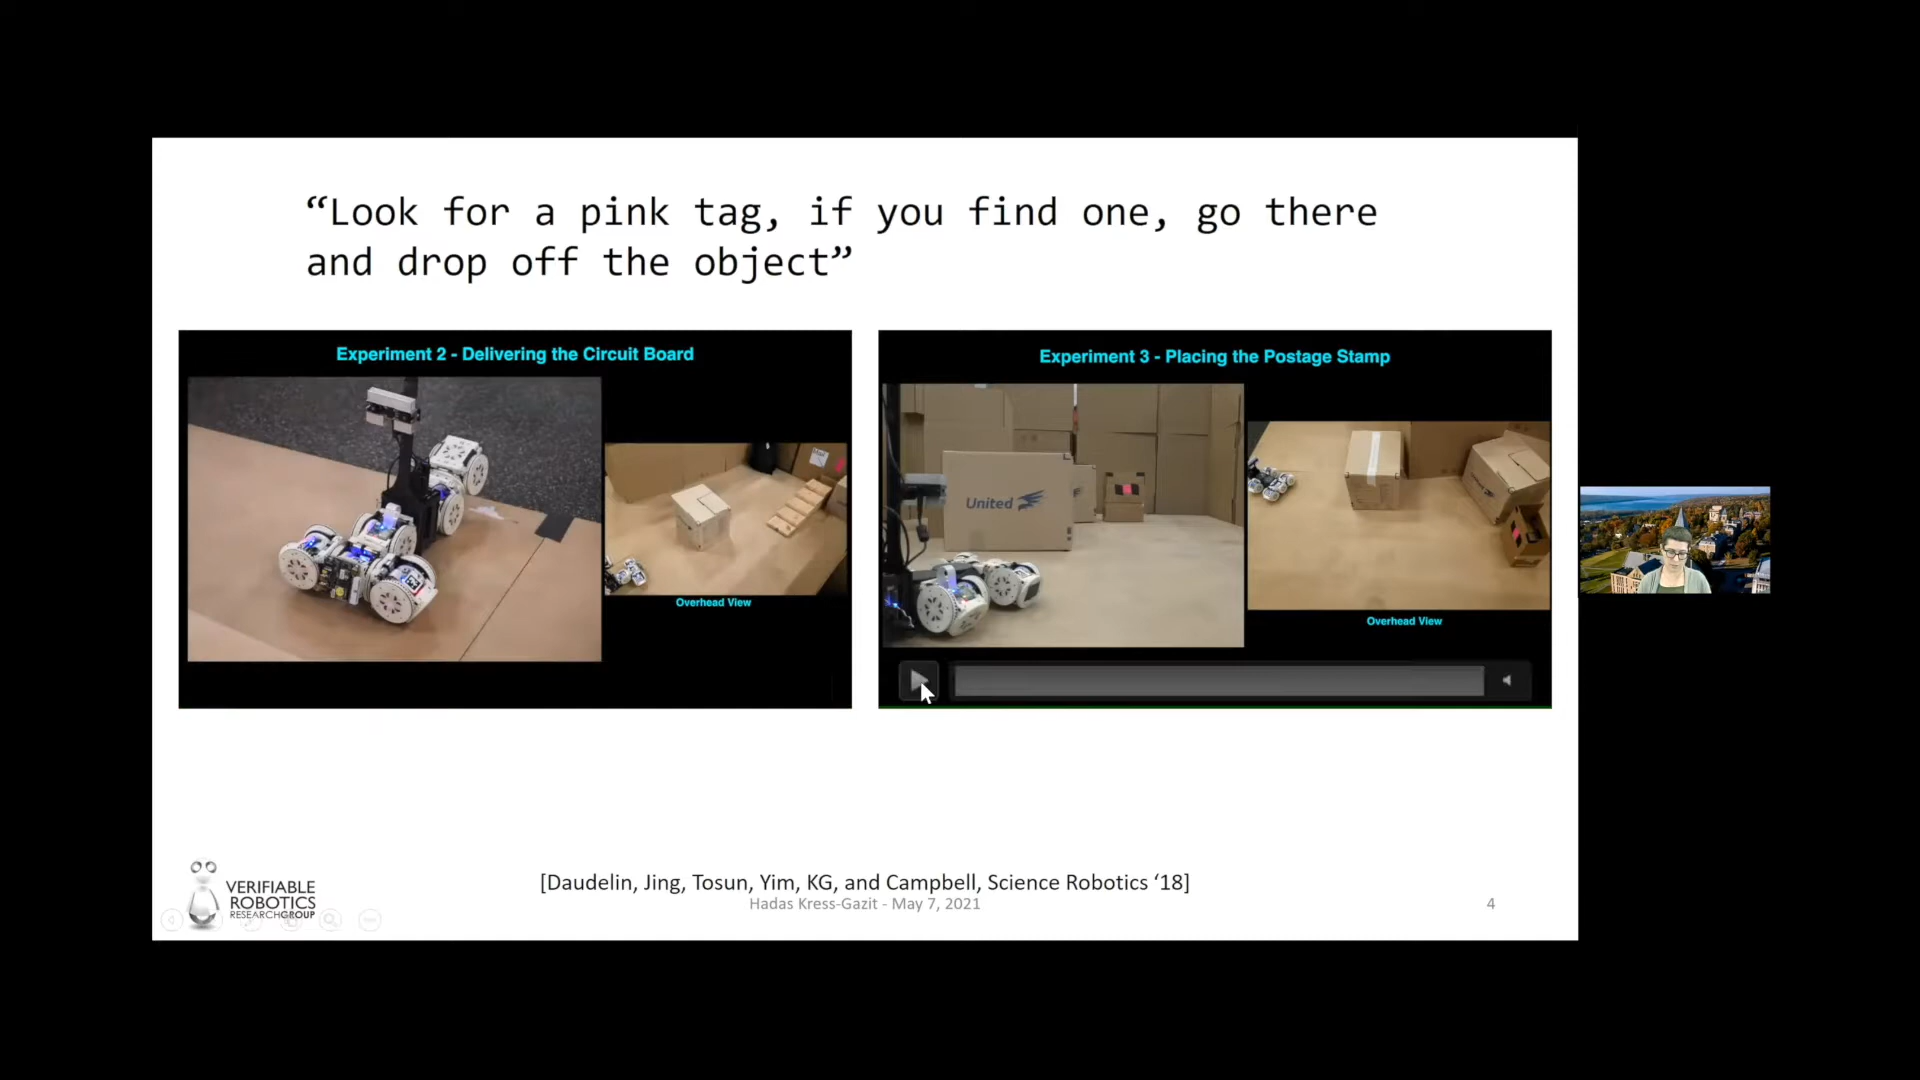 “Look for a pink tag, if you find one, go there
and drop off the object”
Experiment 2 - Delivering the Circuit Board
Overhead View
Experiment 3 - Placing the Postage Stamp
United
Overhead View
VERIFIABLE
ROBOTICS
RESEARCHGROUP
[Daudelin, Jing, Tosun, Yim, KG, and Campbell, Science Robotics ‘18]
Hadas Kress-Gazit - May 7, 2021
4